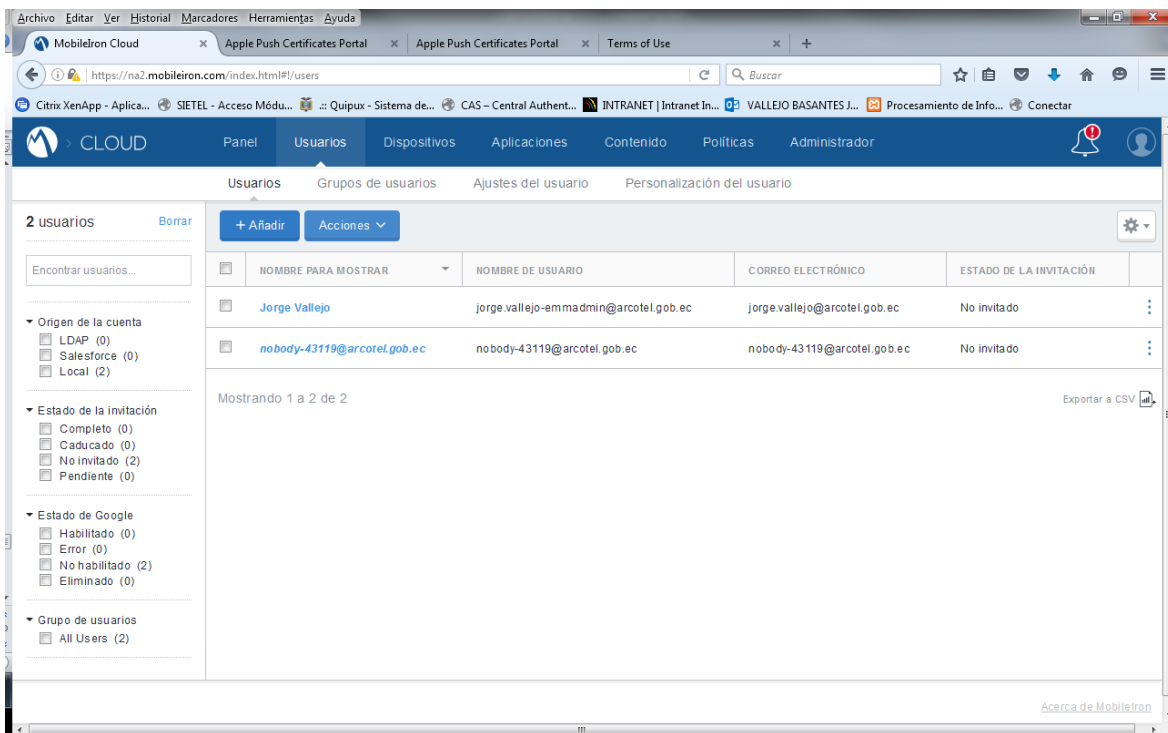 Archivo Editar Ver Historial Marcadores Herramientas Ayuda
MobileIron Cloud × Apple Push Certificates Portal × Apple Push Certificates Portal × Terms of Use × +
https://na2.mobileiron.com/index.html#!/users Buscar
Citrix XenApp - Aplica... SIETEL - Acceso Módu... .:: Quipux - Sistema de... CAS – Central Authent... INTRANET | Intranet In... VALLEJO BASANTES J... Procesamiento de Info... Conectar
> CLOUD Panel Usuarios Dispositivos Aplicaciones Contenido Políticas Administrador
Usuarios Grupos de usuarios Ajustes del usuario Personalización del usuario
2 usuarios Borrar + Añadir Acciones
Encontrar usuarios... NOMBRE PARA MOSTRAR NOMBRE DE USUARIO CORREO ELECTRÓNICO ESTADO DE LA INVITACIÓN
Jorge Vallejo jorge.vallejo-emmadmin@arcotel.gob.ec jorge.vallejo@arcotel.gob.ec No invitado
nobody-43119@arcotel.gob.ec nobody-43119@arcotel.gob.ec nobody-43119@arcotel.gob.ec No invitado
Mostrando 1 a 2 de 2 Exportar a CSV
Origen de la cuenta
LDAP (0)
Salesforce (0)
Local (2)
Estado de la invitación
Completo (0)
Caducado (0)
No invitado (2)
Pendiente (0)
Estado de Google
Habilitado (0)
Error (0)
No habilitado (2)
Eliminado (0)
Grupo de usuarios
All Users (2)
Acerca de MobileIron